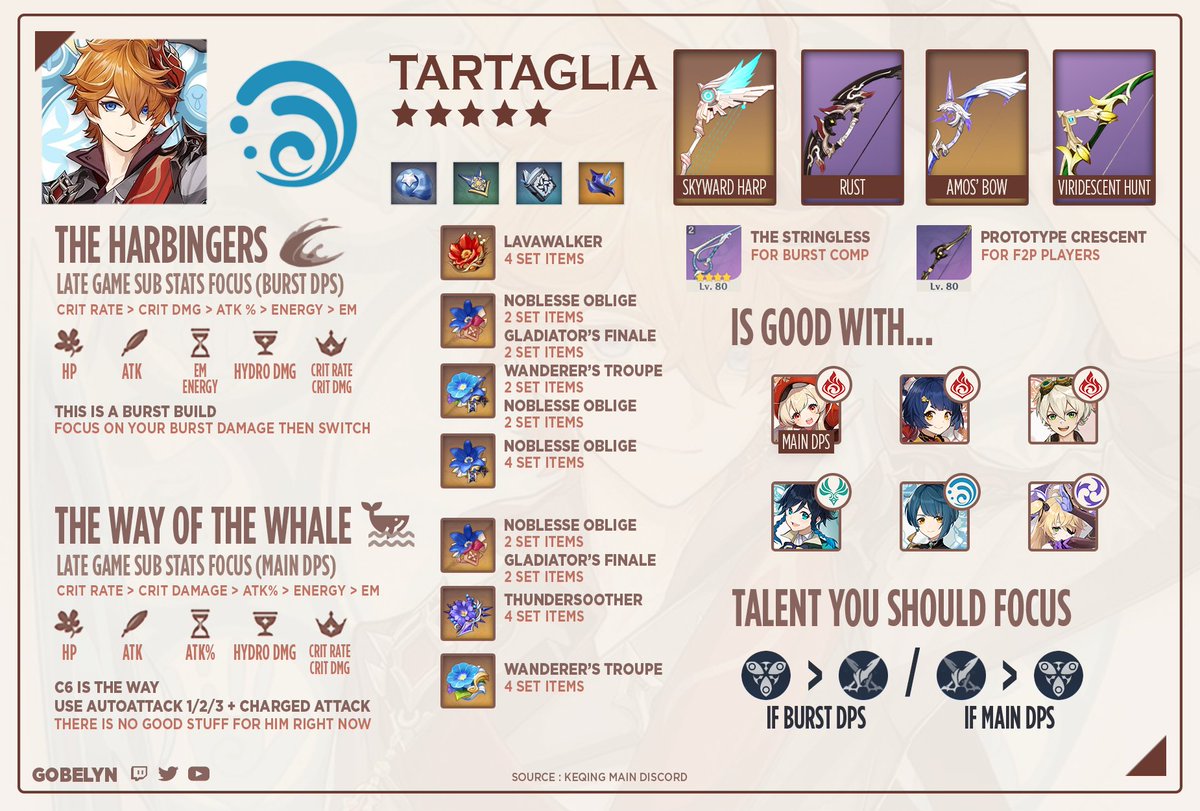 TARTAGLIA
SKYWARD HARP
RUST
AMOS' BOW
VIRIDESCENT HUNT
2
Lv. 80
THE STRINGLESS
FOR BURST COMP
Lv. 80
PROTOTYPE CRESCENT
FOR F2P PLAYERS
THE HARBINGERS
LATE GAME SUB STATS FOCUS (BURST DPS)
CRIT RATE > CRIT DMG > ATK % > ENERGY > EM
HP
ATK
EM
ENERGY
HYDRO DMG
CRIT RATE
CRIT DMG
THIS IS A BURST BUILD
FOCUS ON YOUR BURST DAMAGE THEN SWITCH
LAVAWALKER
4 SET ITEMS
NOBLESSE OBLIGE
2 SET ITEMS
GLADIATOR'S FINALE
2 SET ITEMS
WANDERER'S TROUPE
2 SET ITEMS
NOBLESSE OBLIGE
2 SET ITEMS
NOBLESSE OBLIGE
4 SET ITEMS
IS GOOD WITH...
MAIN DPS
THE WAY OF THE WHALE
LATE GAME SUB STATS FOCUS (MAIN DPS)
CRIT RATE > CRIT DAMAGE > ATK% > ENERGY > EM
HP
ATK
ATK%
HYDRO DMG
CRIT RATE
CRIT DMG
C6 IS THE WAY
USE AUTOATTACK 1/2/3 + CHARGED ATTACK
THERE IS NO GOOD STUFF FOR HIM RIGHT NOW
NOBLESSE OBLIGE
2 SET ITEMS
GLADIATOR'S FINALE
2 SET ITEMS
THUNDERSOOTHER
4 SET ITEMS
WANDERER'S TROUPE
4 SET ITEMS
TALENT YOU SHOULD FOCUS
> / >
IF BURST DPS
IF MAIN DPS
GOBELYN
SOURCE : KEQING MAIN DISCORD